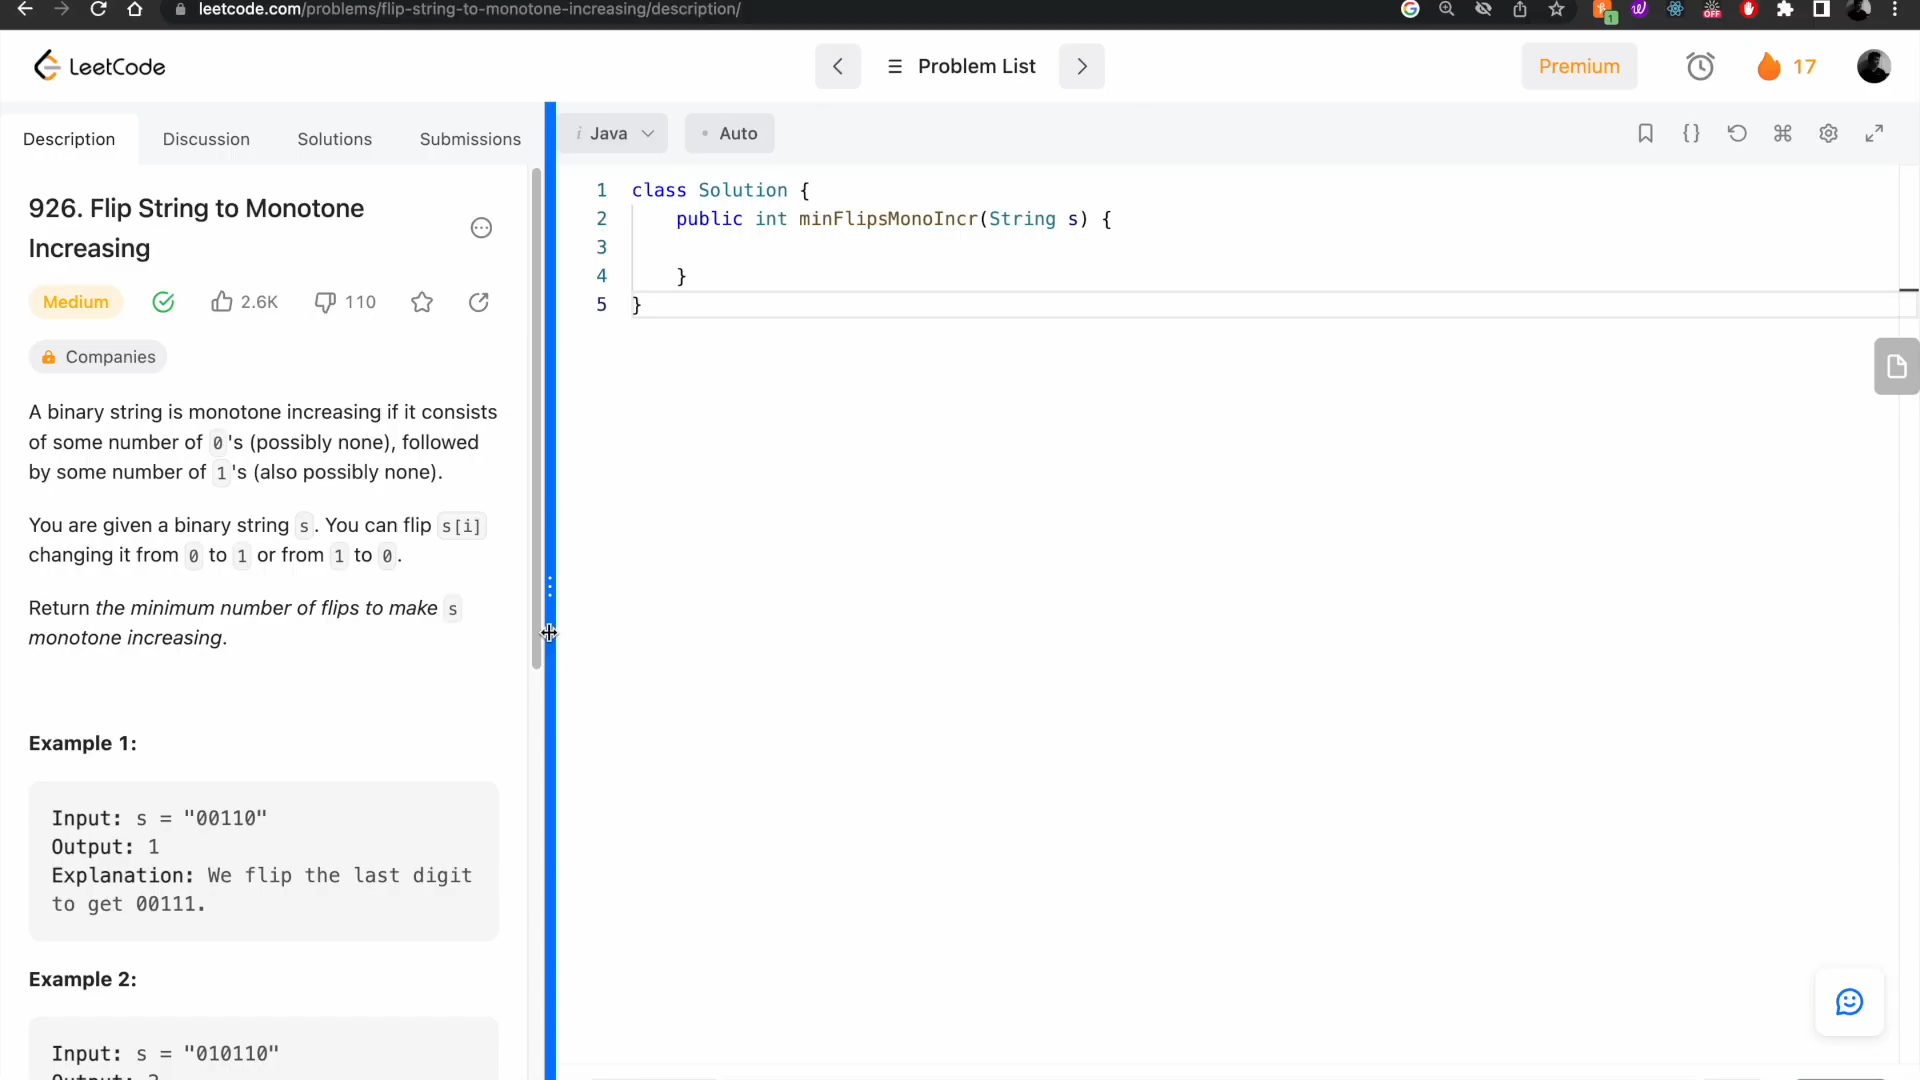 leetcode.com/problems/flip-string-to-monotone-increasing/description/
OFF
1
LeetCode
Problem List
Premium
17
Description
Discussion
Solutions
Submissions
i Java
• Auto
926. Flip String to Monotone
Increasing
Medium
2.6K
110
Companies
A binary string is monotone increasing if it consists
of some number of 0's (possibly none), followed
by some number of 1's (also possibly none).
You are given a binary string s. You can flip s[i]
changing it from 0 to 1 or from 1 to 0.
Return the minimum number of flips to make s
monotone increasing.
Example 1:
Input: s = "00110"
Output: 1
Explanation: We flip the last digit
to get 00111.
Example 2:
Input: s = "010110"
1 class Solution {
2 public int minFlipsMonoIncr(String s) {
3
4 }
5 }